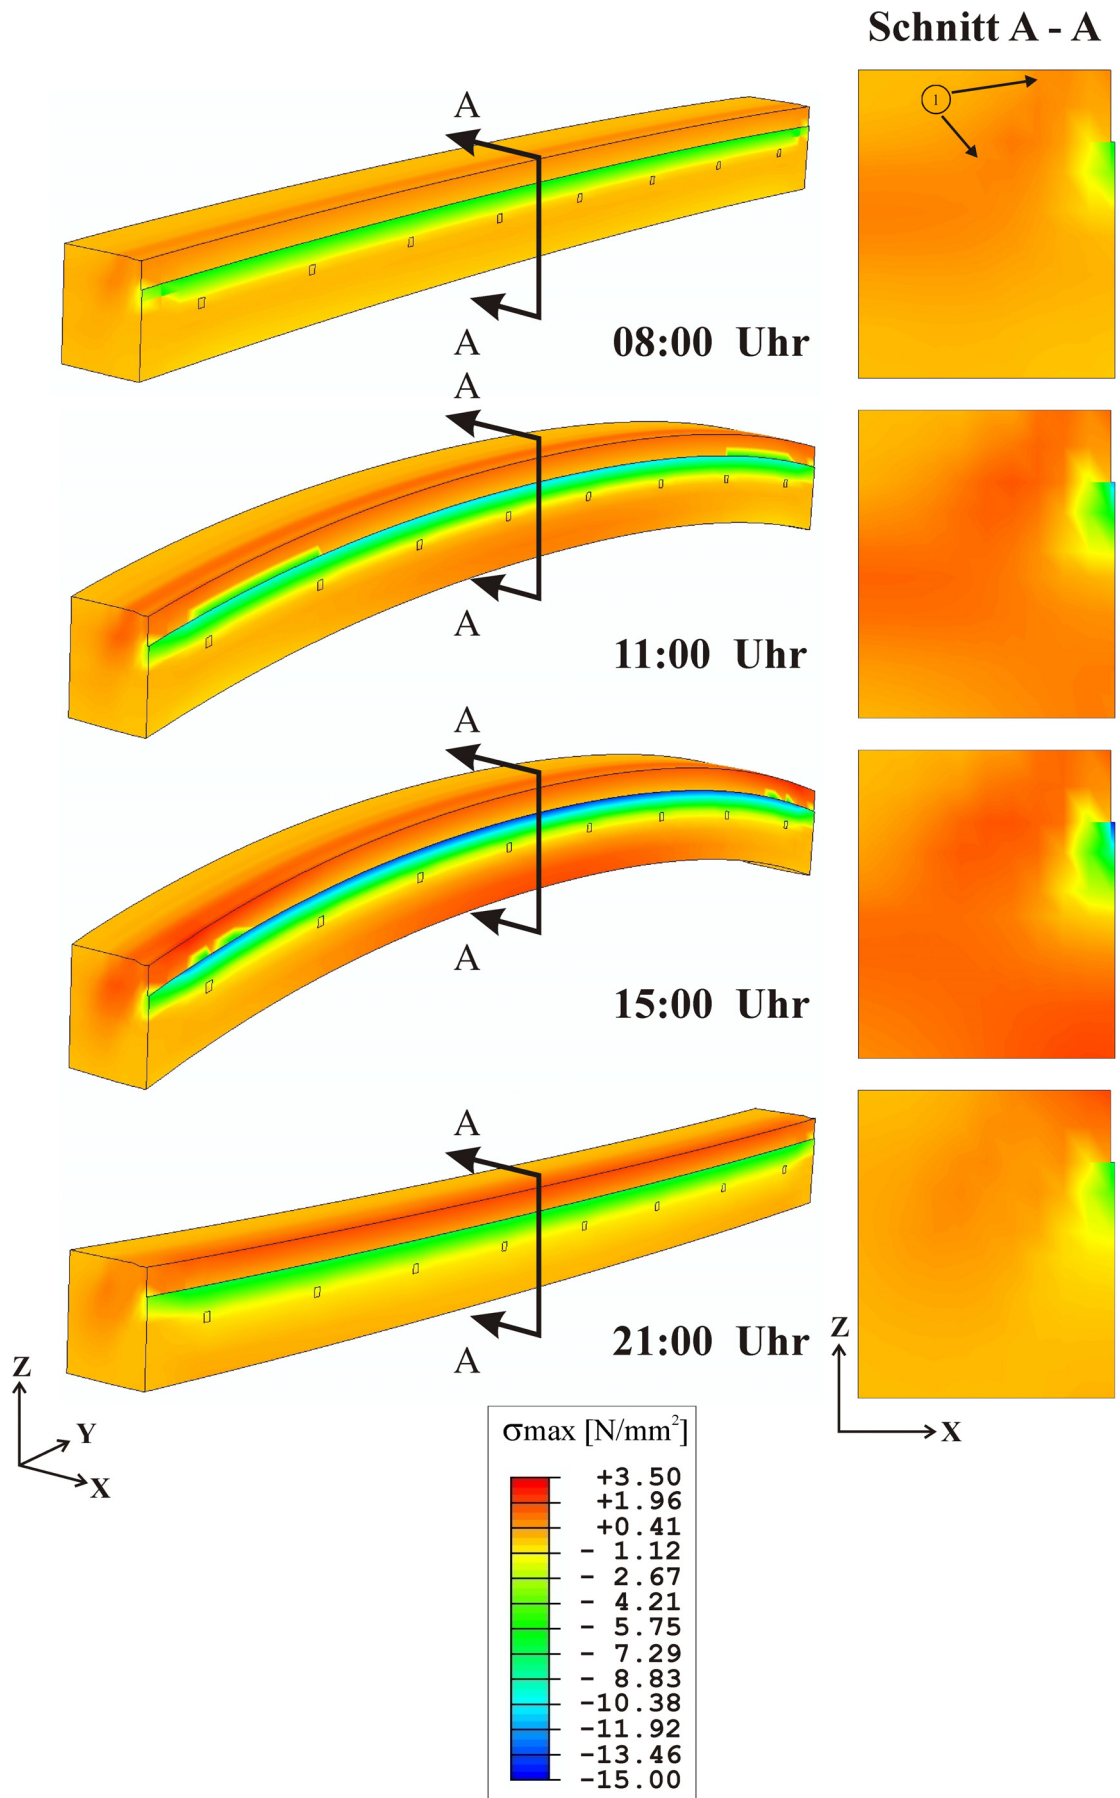 Schnitt A - A
A
1
A
08:00 Uhr
A
A
11:00 Uhr
A
A
15:00 Uhr
A
A
21:00 Uhr
Z
Y
X
Z
X
σmax [N/mm²]
+3.50
+1.96
+0.41
- 1.12
- 2.67
- 4.21
- 5.75
- 7.29
- 8.83
-10.38
-11.92
-13.46
-15.00